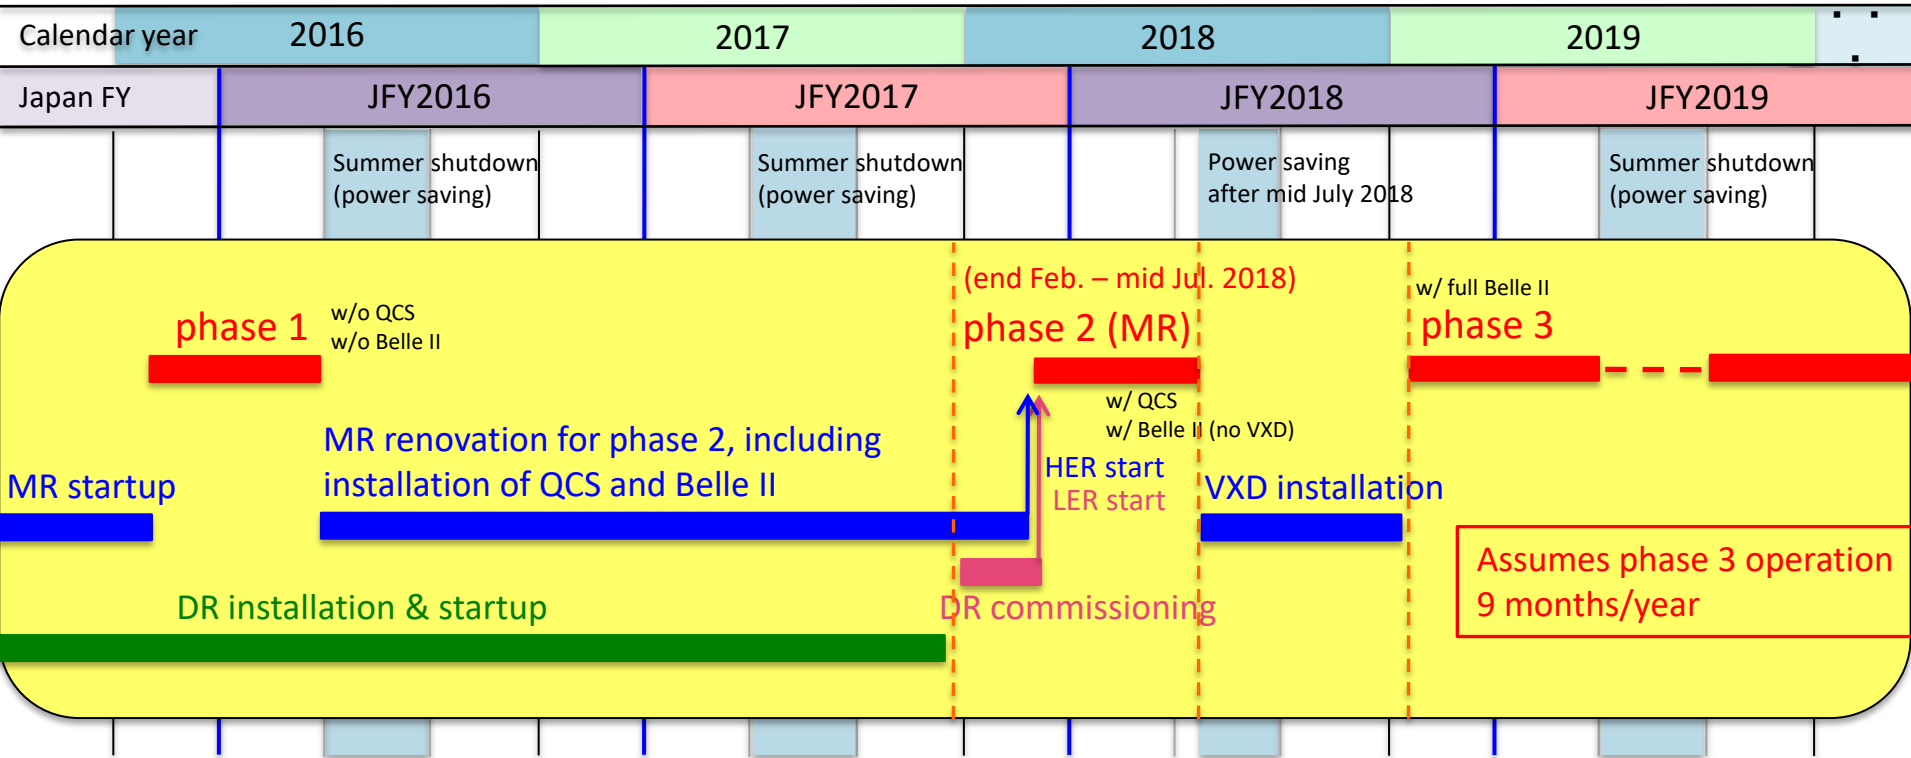 Calendar year 2016 2017 2018 2019 . . .
Japan FY JFY2016 JFY2017 JFY2018 JFY2019
Summer shutdown
(power saving)
Summer shutdown
(power saving)
Power saving
after mid July 2018
Summer shutdown
(power saving)
phase 1
w/o QCS
w/o Belle II
(end Feb. – mid Jul. 2018)
phase 2 (MR)
w/ QCS
w/ Belle II (no VXD)
w/ full Belle II
phase 3
MR startup
MR renovation for phase 2, including
installation of QCS and Belle II
HER start
LER start
VXD installation
DR installation & startup
DR commissioning
Assumes phase 3 operation
9 months/year